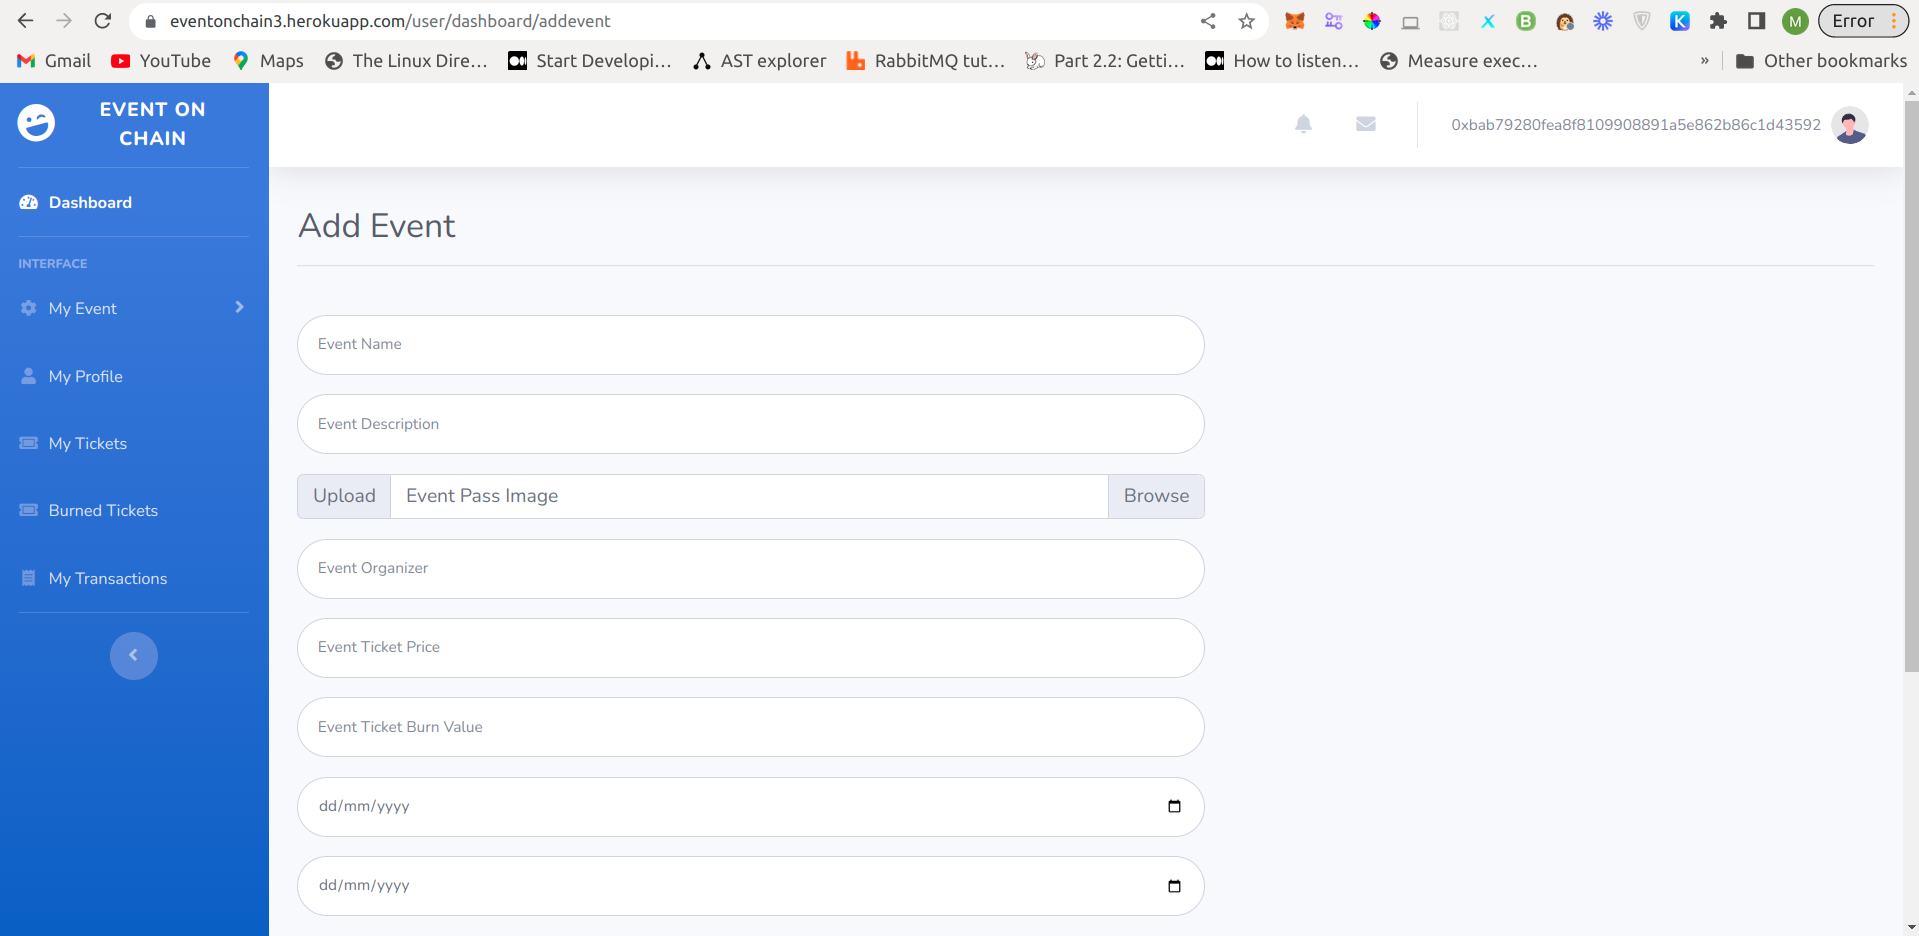 eventonchain3.herokuapp.com/user/dashboard/addevent
M
Error
Gmail
YouTube
Maps
The Linux Dire...
Start Developi...
AST explorer
RabbitMQ tut...
Part 2.2: Getti...
How to listen...
Measure exec...
»
Other bookmarks
EVENT ON
CHAIN
0xbab79280fea8f8109908891a5e862b86c1d43592
Dashboard
INTERFACE
My Event
My Profile
My Tickets
Burned Tickets
My Transactions
Add Event
Event Name
Event Description
Upload Event Pass Image Browse
Event Organizer
Event Ticket Price
Event Ticket Burn Value
dd/mm/yyyy
dd/mm/yyyy